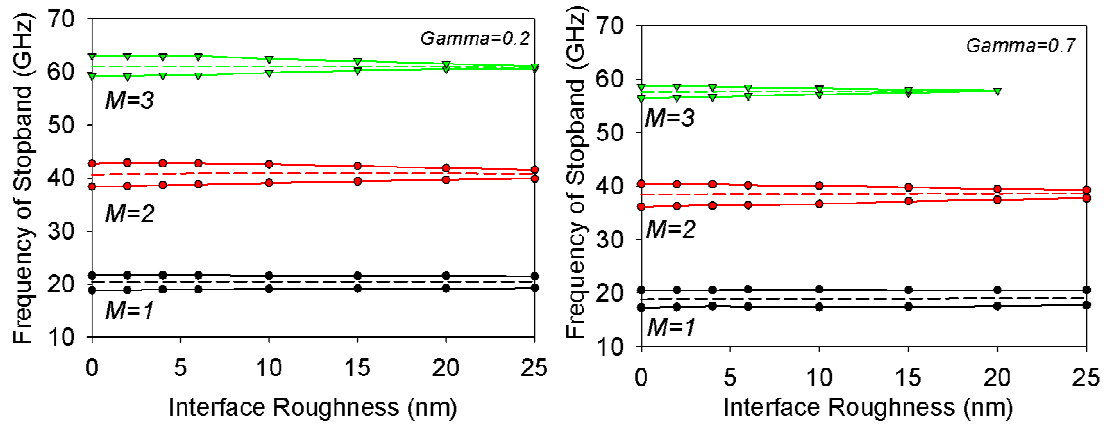 Frequency of Stopband (GHz)
70
60
50
40
30
20
10
Gamma=0.2
M=3
M=2
M=1
0 5 10 15 20 25
Interface Roughness (nm)
Frequency of Stopband (GHz)
70
60
50
40
30
20
10
Gamma=0.7
M=3
M=2
M=1
0 5 10 15 20 25
Interface Roughness (nm)